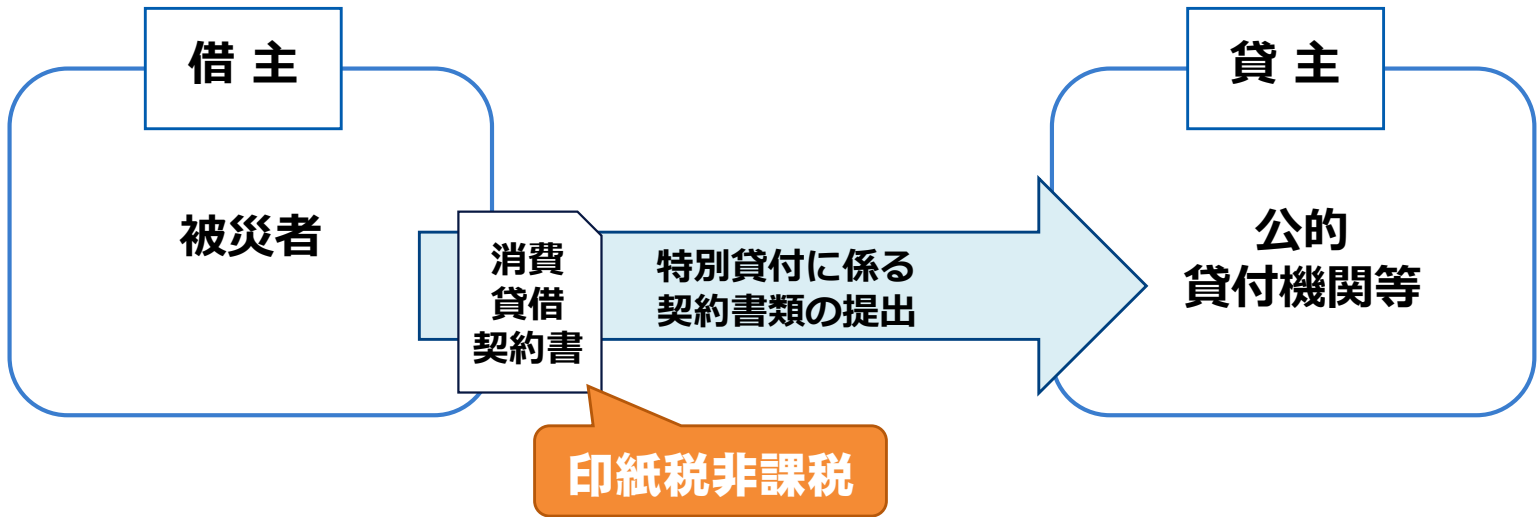 借 主
被災者
消費
貸借
契約書
特別貸付に係る
契約書類の提出
貸 主
公的
貸付機関等
印紙税非課税